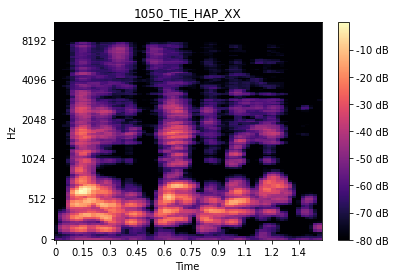 1050_TIE_HAP_XX
8192
4096
2048
1024
512
0
Hz
0 0.15 0.3 0.45 0.6 0.75 0.9 1.1 1.2 1.4
Time
-10 dB
-20 dB
-30 dB
-40 dB
-50 dB
-60 dB
-70 dB
-80 dB